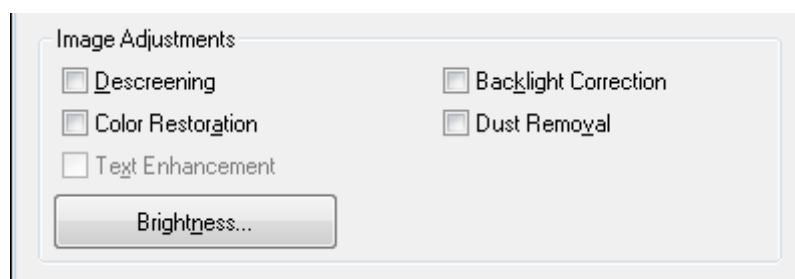 Image Adjustments
Descreening
Backlight Correction
Color Restoration
Dust Removal
Text Enhancement
Brightness...